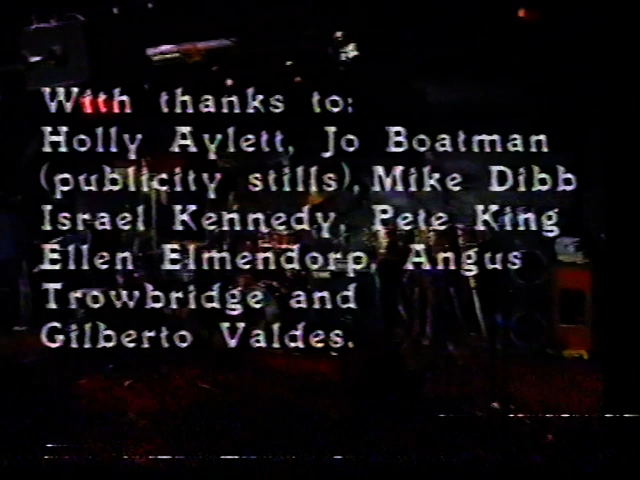 With thanks to:
Holly Aylett, Jo Boatman
(publicity stills), Mike Dibb
Israel Kennedy, Pete King
Ellen Elmendorp, Angus
Trowbridge and
Gilberto Valdes.